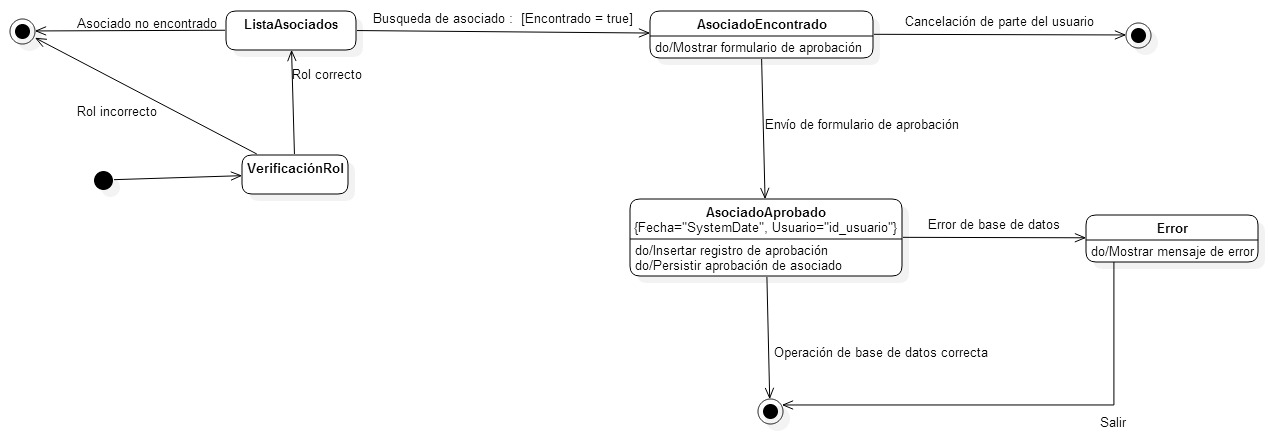 Asociado no encontrado
ListaAsociados
Busqueda de asociado :  [Encontrado = true]
AsociadoEncontrado
do/Mostrar formulario de aprobación
Cancelación de parte del usuario
Rol correcto
Rol incorrecto
Envío de formulario de aprobación
VerificaciónRol
AsociadoAprobado
{Fecha="SystemDate", Usuario="id_usuario"}
do/Insertar registro de aprobación
do/Persistir aprobación de asociado
Error de base de datos
Error
do/Mostrar mensaje de error
Operación de base de datos correcta
Salir